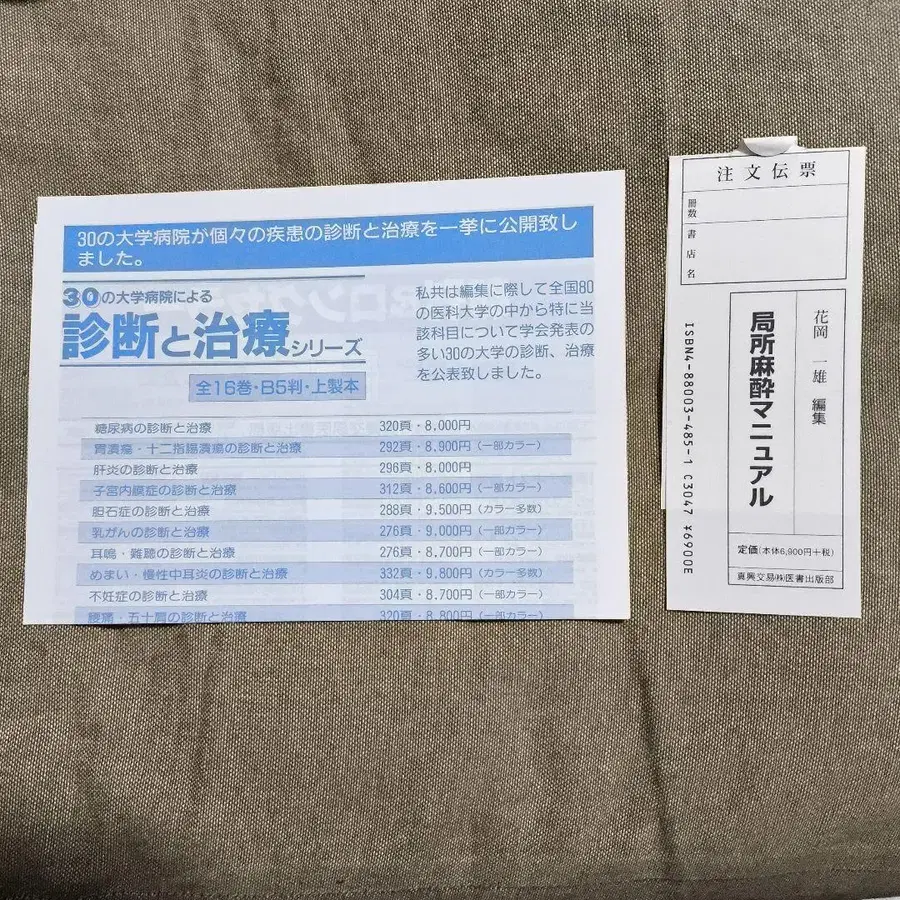 30の大学病院が個々の疾患の診断と治療を一挙に公開致し
ました。
30の大学病院による
診断と治療シリーズ
全16巻・B5判・上製本
私共は編集に際して全国80
の医科大学の中から特に当
該科目について学会発表の
多い30の大学の診断、治療
を公表致しました。
糖尿病の診断と治療 320頁・8,000円
胃潰瘍・十二指腸潰瘍の診断と治療 292頁・8,900円（一部カラー）
肝炎の診断と治療 296頁・8,000円
子宮内膜症の診断と治療 312頁・8,600円（一部カラー）
胆石症の診断と治療 288頁・9,500円（カラー多数）
乳がんの診断と治療 276頁・9,000円（一部カラー）
耳鳴・難聴の診断と治療 276頁・8,700円（一部カラー）
めまい・慢性中耳炎の診断と治療 332頁・9,800円（カラー多数）
不妊症の診断と治療 304頁・8,700円（一部カラー）
腰痛・五十肩の診断と治療 320頁・8,800円（一部カラー）
注文伝票
冊数
書店名
花岡一雄 編集
局所麻酔マニュアル
定価（本体6,900円+税）
真興交易㈱医書出版部
ISBN4-88003-485-1 C3047 ¥6900E